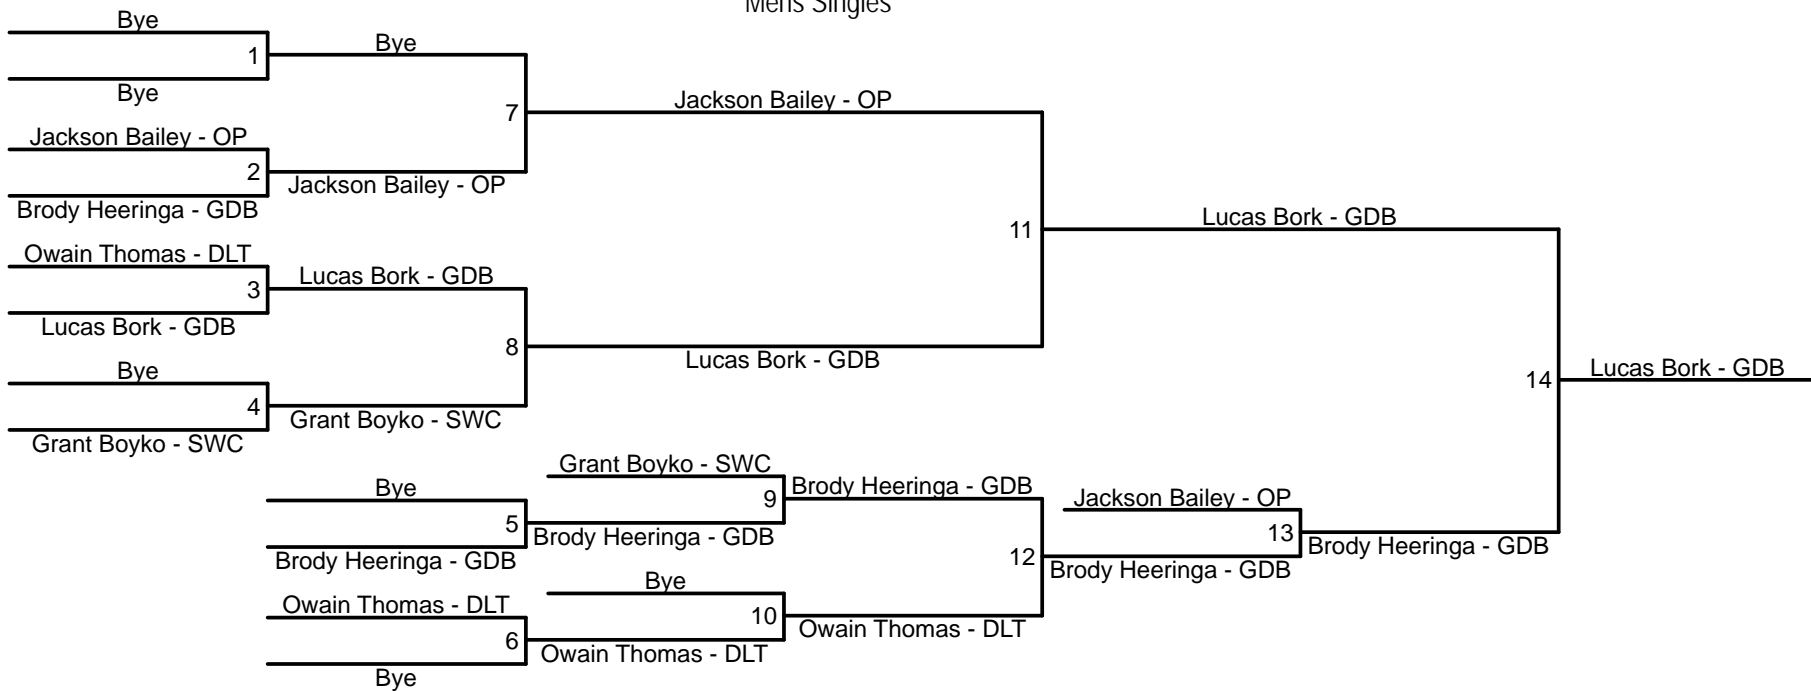 Mens Singles
Bye
1
Bye
Bye
Jackson Bailey - OP
2
Brody Heeringa - GDB
Jackson Bailey - OP
7
Jackson Bailey - OP
Owain Thomas - DLT
3
Lucas Bork - GDB
Lucas Bork - GDB
Bye
4
Grant Boyko - SWC
Grant Boyko - SWC
8
Lucas Bork - GDB
11
Lucas Bork - GDB
Bye
5
Brody Heeringa - GDB
Grant Boyko - SWC
9
Brody Heeringa - GDB
Brody Heeringa - GDB
Owain Thomas - DLT
6
Bye
Bye
10
Owain Thomas - DLT
Owain Thomas - DLT
12
Jackson Bailey - OP
13
Brody Heeringa - GDB
Brody Heeringa - GDB
14
Lucas Bork - GDB